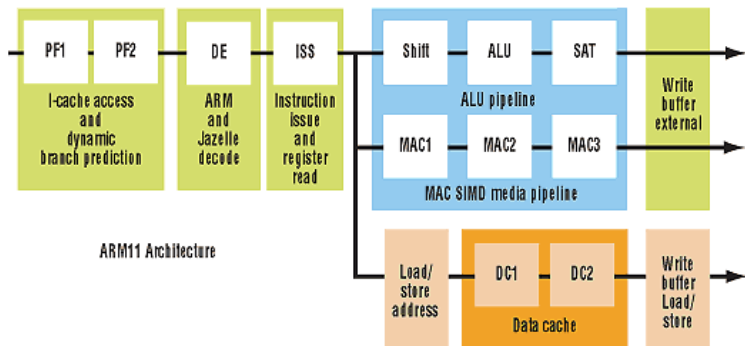 PF1
PF2
I-cache access
and
dynamic
branch prediction
DE
ARM
and
Jazelle
decode
ISS
Instruction
issue and
register
read
Shift
ALU
SAT
ALU pipeline
MAC1
MAC2
MAC3
MAC SIMD media pipeline
Write
buffer
external
ARM11 Architecture
Load/
store
address
DC1
DC2
Data cache
Write
buffer
Load/
store